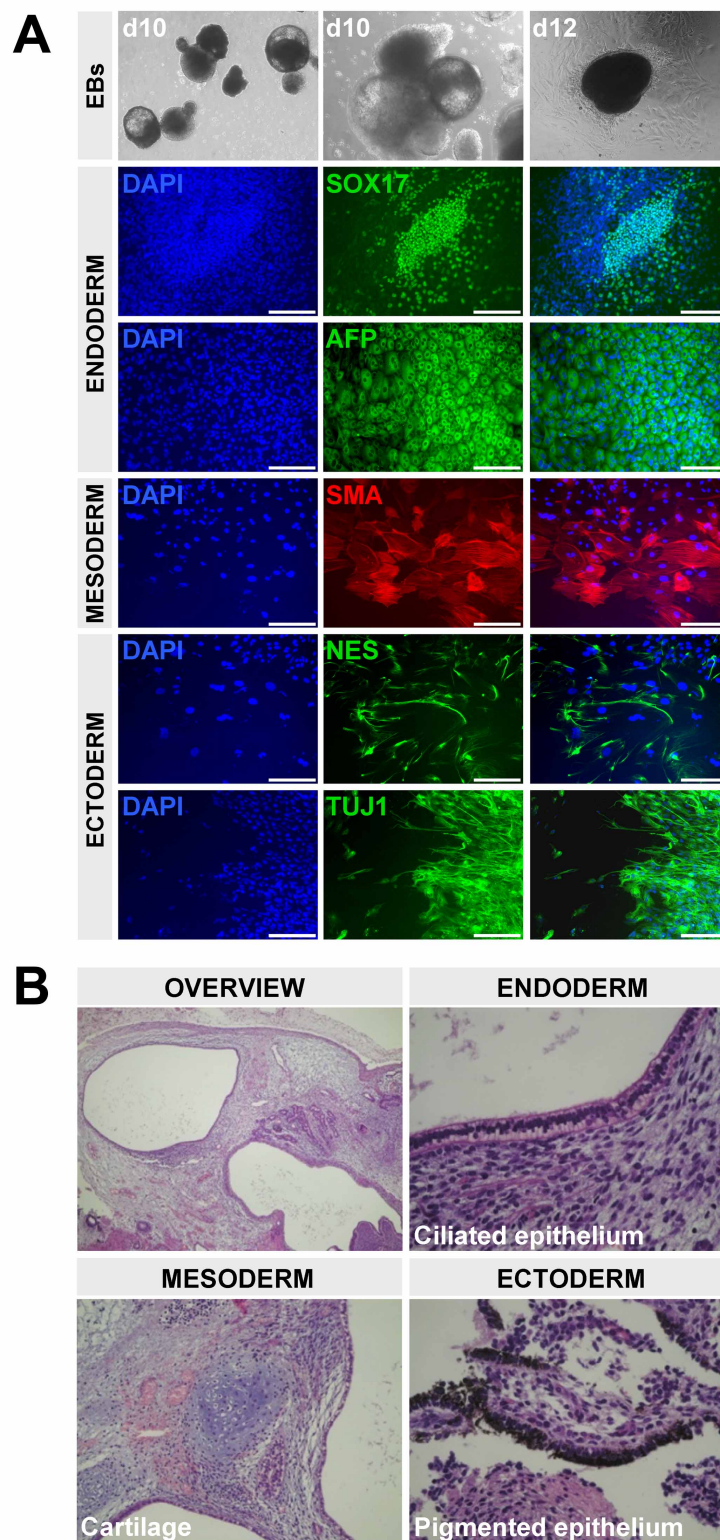 A
EBs
d10
d10
d12
ENDODERM
DAPI
SOX17
DAPI
AFP
MESODERM
DAPI
SMA
ECTODERM
DAPI
NES
DAPI
TUJ1
B
OVERVIEW
ENDODERM
Ciliated epithelium
MESODERM
ECTODERM
Cartilage
Pigmented epithelium